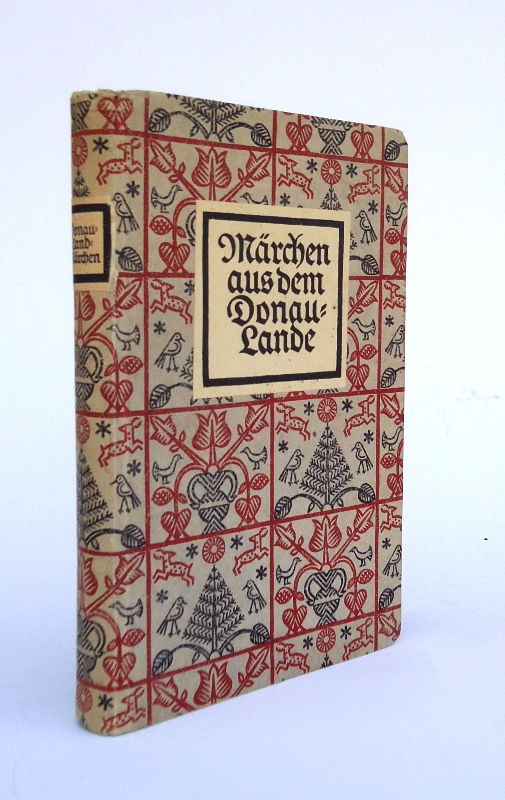 Märchen
aus dem
Donau=
Lande
Donau=
Land=
Märchen